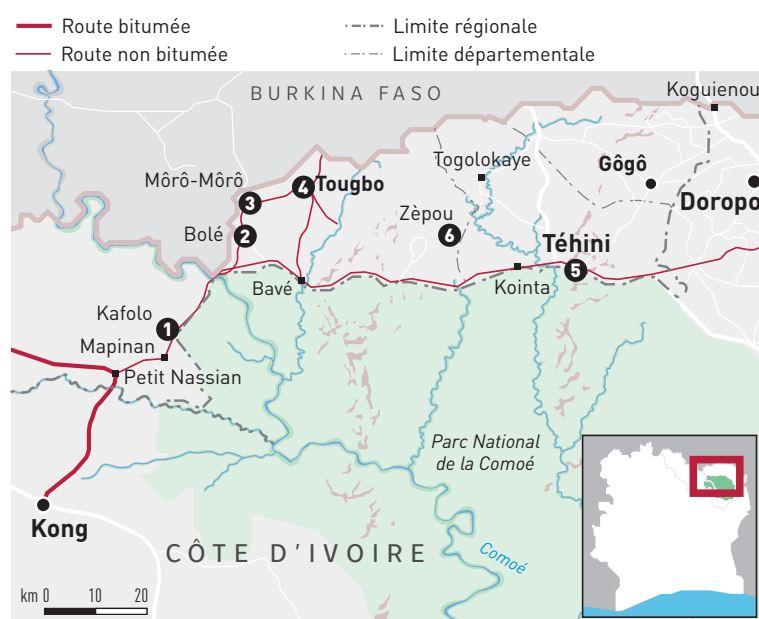 Route bitumée
Limite régionale
Route non bitumée
Limite départementale
BURKINA FASO
Koguienou
Togolokaye
Gôgô
Môrô-Môrô
3
4
Tougbo
Doropo
Zèpou
6
Bolé
2
Téhini
5
Bavé
Kointa
Kafolo
1
Mapinan
Petit Nassian
Parc National
de la Comoé
Kong
CÔTE D'IVOIRE
Comoé
km 0 10 20